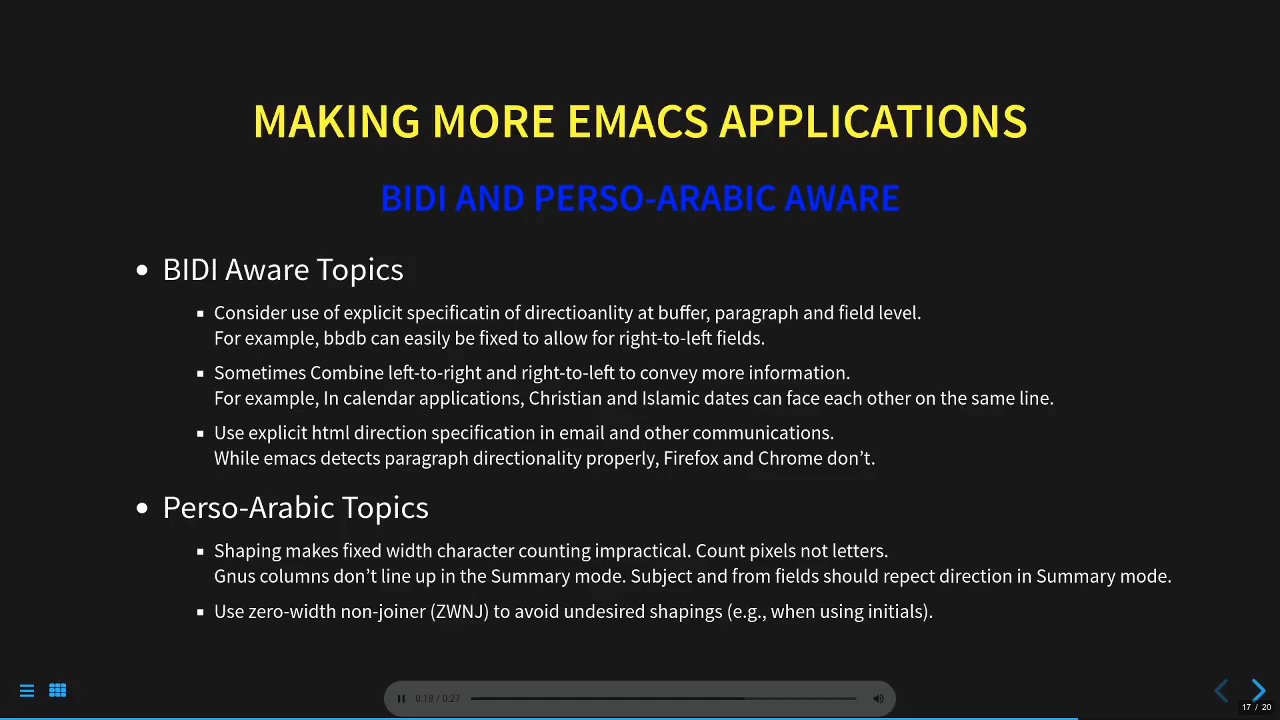 MAKING MORE EMACS APPLICATIONS
BIDI AND PERSO-ARABIC AWARE
BIDI Aware Topics
Consider use of explicit specificatin of directioanlity at buffer, paragraph and field level.
For example, bbdb can easily be fixed to allow for right-to-left fields.
Sometimes Combine left-to-right and right-to-left to convey more information.
For example, In calendar applications, Christian and Islamic dates can face each other on the same line.
Use explicit html direction specification in email and other communications.
While emacs detects paragraph directionality properly, Firefox and Chrome don’t.
Perso-Arabic Topics
Shaping makes fixed width character counting impractical. Count pixels not letters.
Gnus columns don’t line up in the Summary mode. Subject and from fields should repect direction in Summary mode.
Use zero-width non-joiner (ZWNJ) to avoid undesired shapings (e.g., when using initials).
0:19 / 0:27
17 / 20